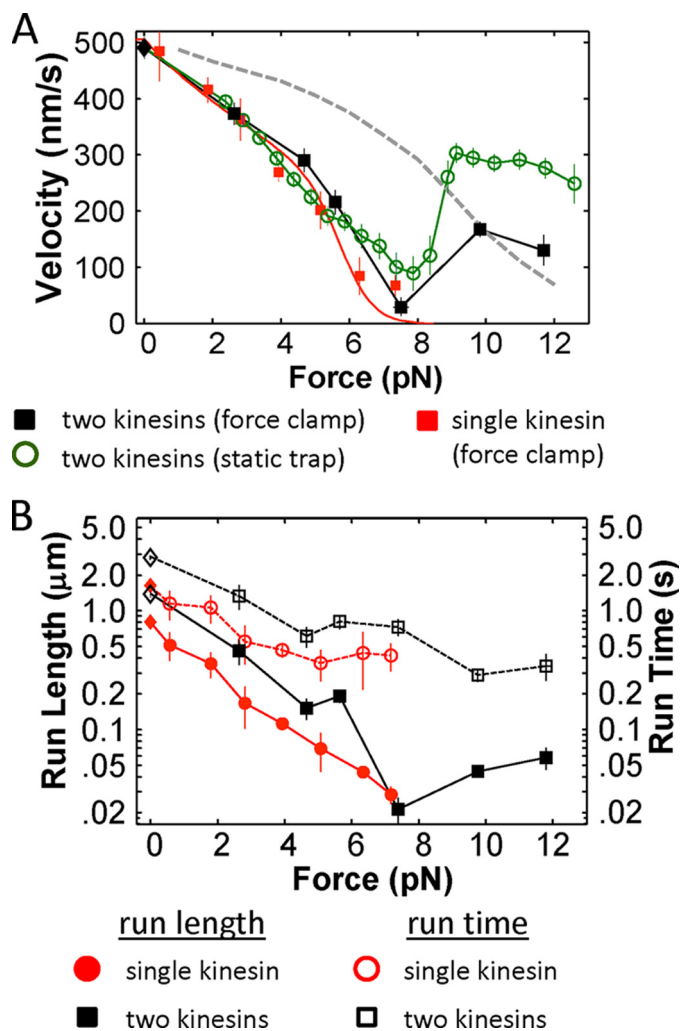 A
Velocity (nm/s)
500
400
300
200
100
0
0 2 4 6 8 10 12
Force (pN)
two kinesins (force clamp)
single kinesin
two kinesins (static trap)
(force clamp)
B
Run Length (μm)
5.0
2.0
1.0
0.5
0.2
0.1
.05
.02
5.0
2.0
1.0
0.5
0.2
0.1
.05
.02
Run Time (s)
0 2 4 6 8 10 12
Force (pN)
run length run time
single kinesin single kinesin
two kinesins two kinesins